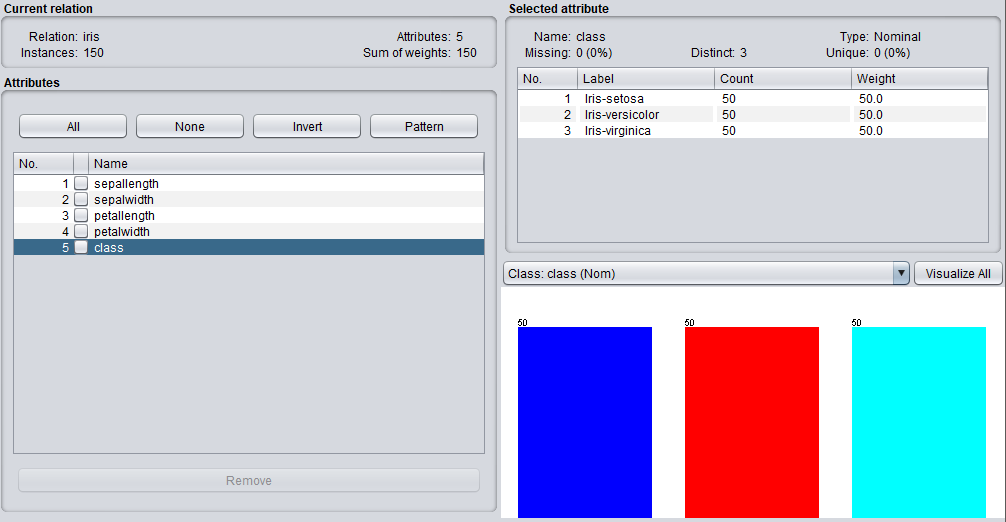 Current relation
Relation: iris
Attributes: 5
Instances: 150
Sum of weights: 150
Attributes
All
None
Invert
Pattern
No. Name
1 sepallength
2 sepalwidth
3 petallength
4 petalwidth
5 class
Remove
Selected attribute
Name: class
Type: Nominal
Missing: 0 (0%)
Distinct: 3
Unique: 0 (0%)
No. Label Count Weight
1 Iris-setosa 50 50.0
2 Iris-versicolor 50 50.0
3 Iris-virginica 50 50.0
Class: class (Nom)
Visualize All
50 50 50